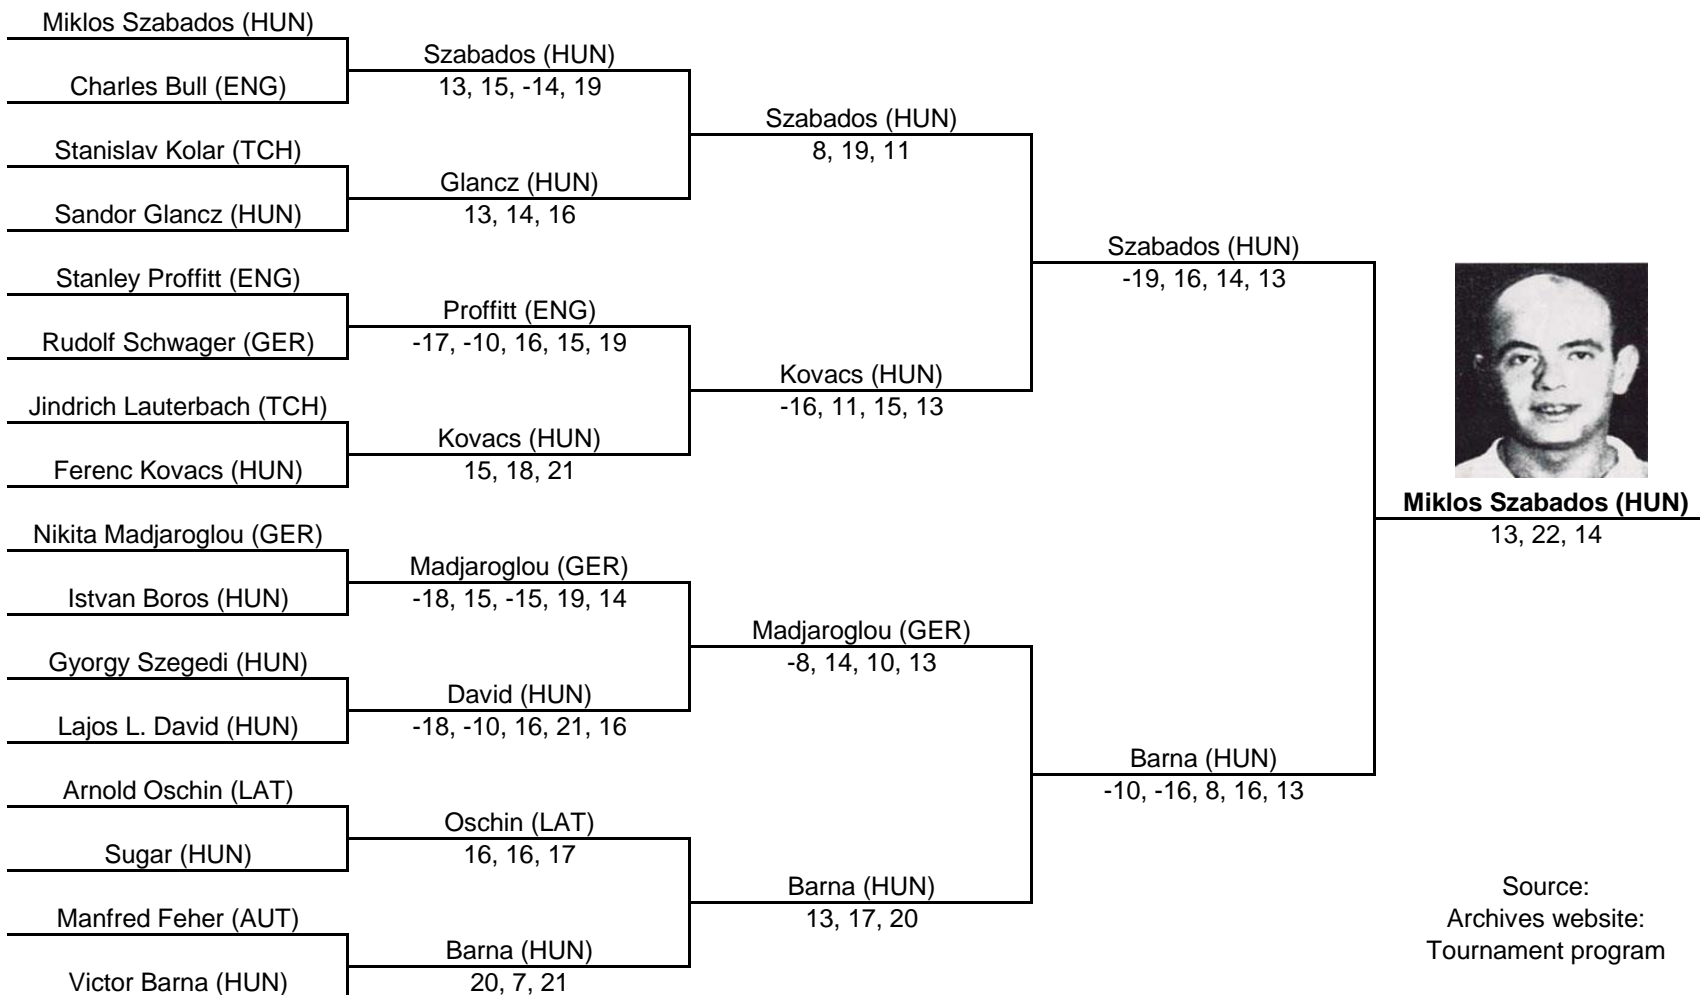 Miklos Szabados (HUN)
Charles Bull (ENG)
Stanislav Kolar (TCH)
Sandor Glancz (HUN)
Stanley Proffitt (ENG)
Rudolf Schwager (GER)
Jindrich Lauterbach (TCH)
Ferenc Kovacs (HUN)
Nikita Madjaroglou (GER)
Istvan Boros (HUN)
Gyorgy Szegedi (HUN)
Lajos L. David (HUN)
Arnold Oschin (LAT)
Sugar (HUN)
Manfred Feher (AUT)
Victor Barna (HUN)
Szabados (HUN)
13, 15, -14, 19
Glancz (HUN)
13, 14, 16
Proffitt (ENG)
-17, -10, 16, 15, 19
Kovacs (HUN)
15, 18, 21
Madjaroglou (GER)
-18, 15, -15, 19, 14
David (HUN)
-18, -10, 16, 21, 16
Oschin (LAT)
16, 16, 17
Barna (HUN)
20, 7, 21
Szabados (HUN)
8, 19, 11
Kovacs (HUN)
-16, 11, 15, 13
Madjaroglou (GER)
-8, 14, 10, 13
Barna (HUN)
13, 17, 20
Szabados (HUN)
-19, 16, 14, 13
Barna (HUN)
-10, -16, 8, 16, 13
Miklos Szabados (HUN)
13, 22, 14
Source:
Archives website:
Tournament program